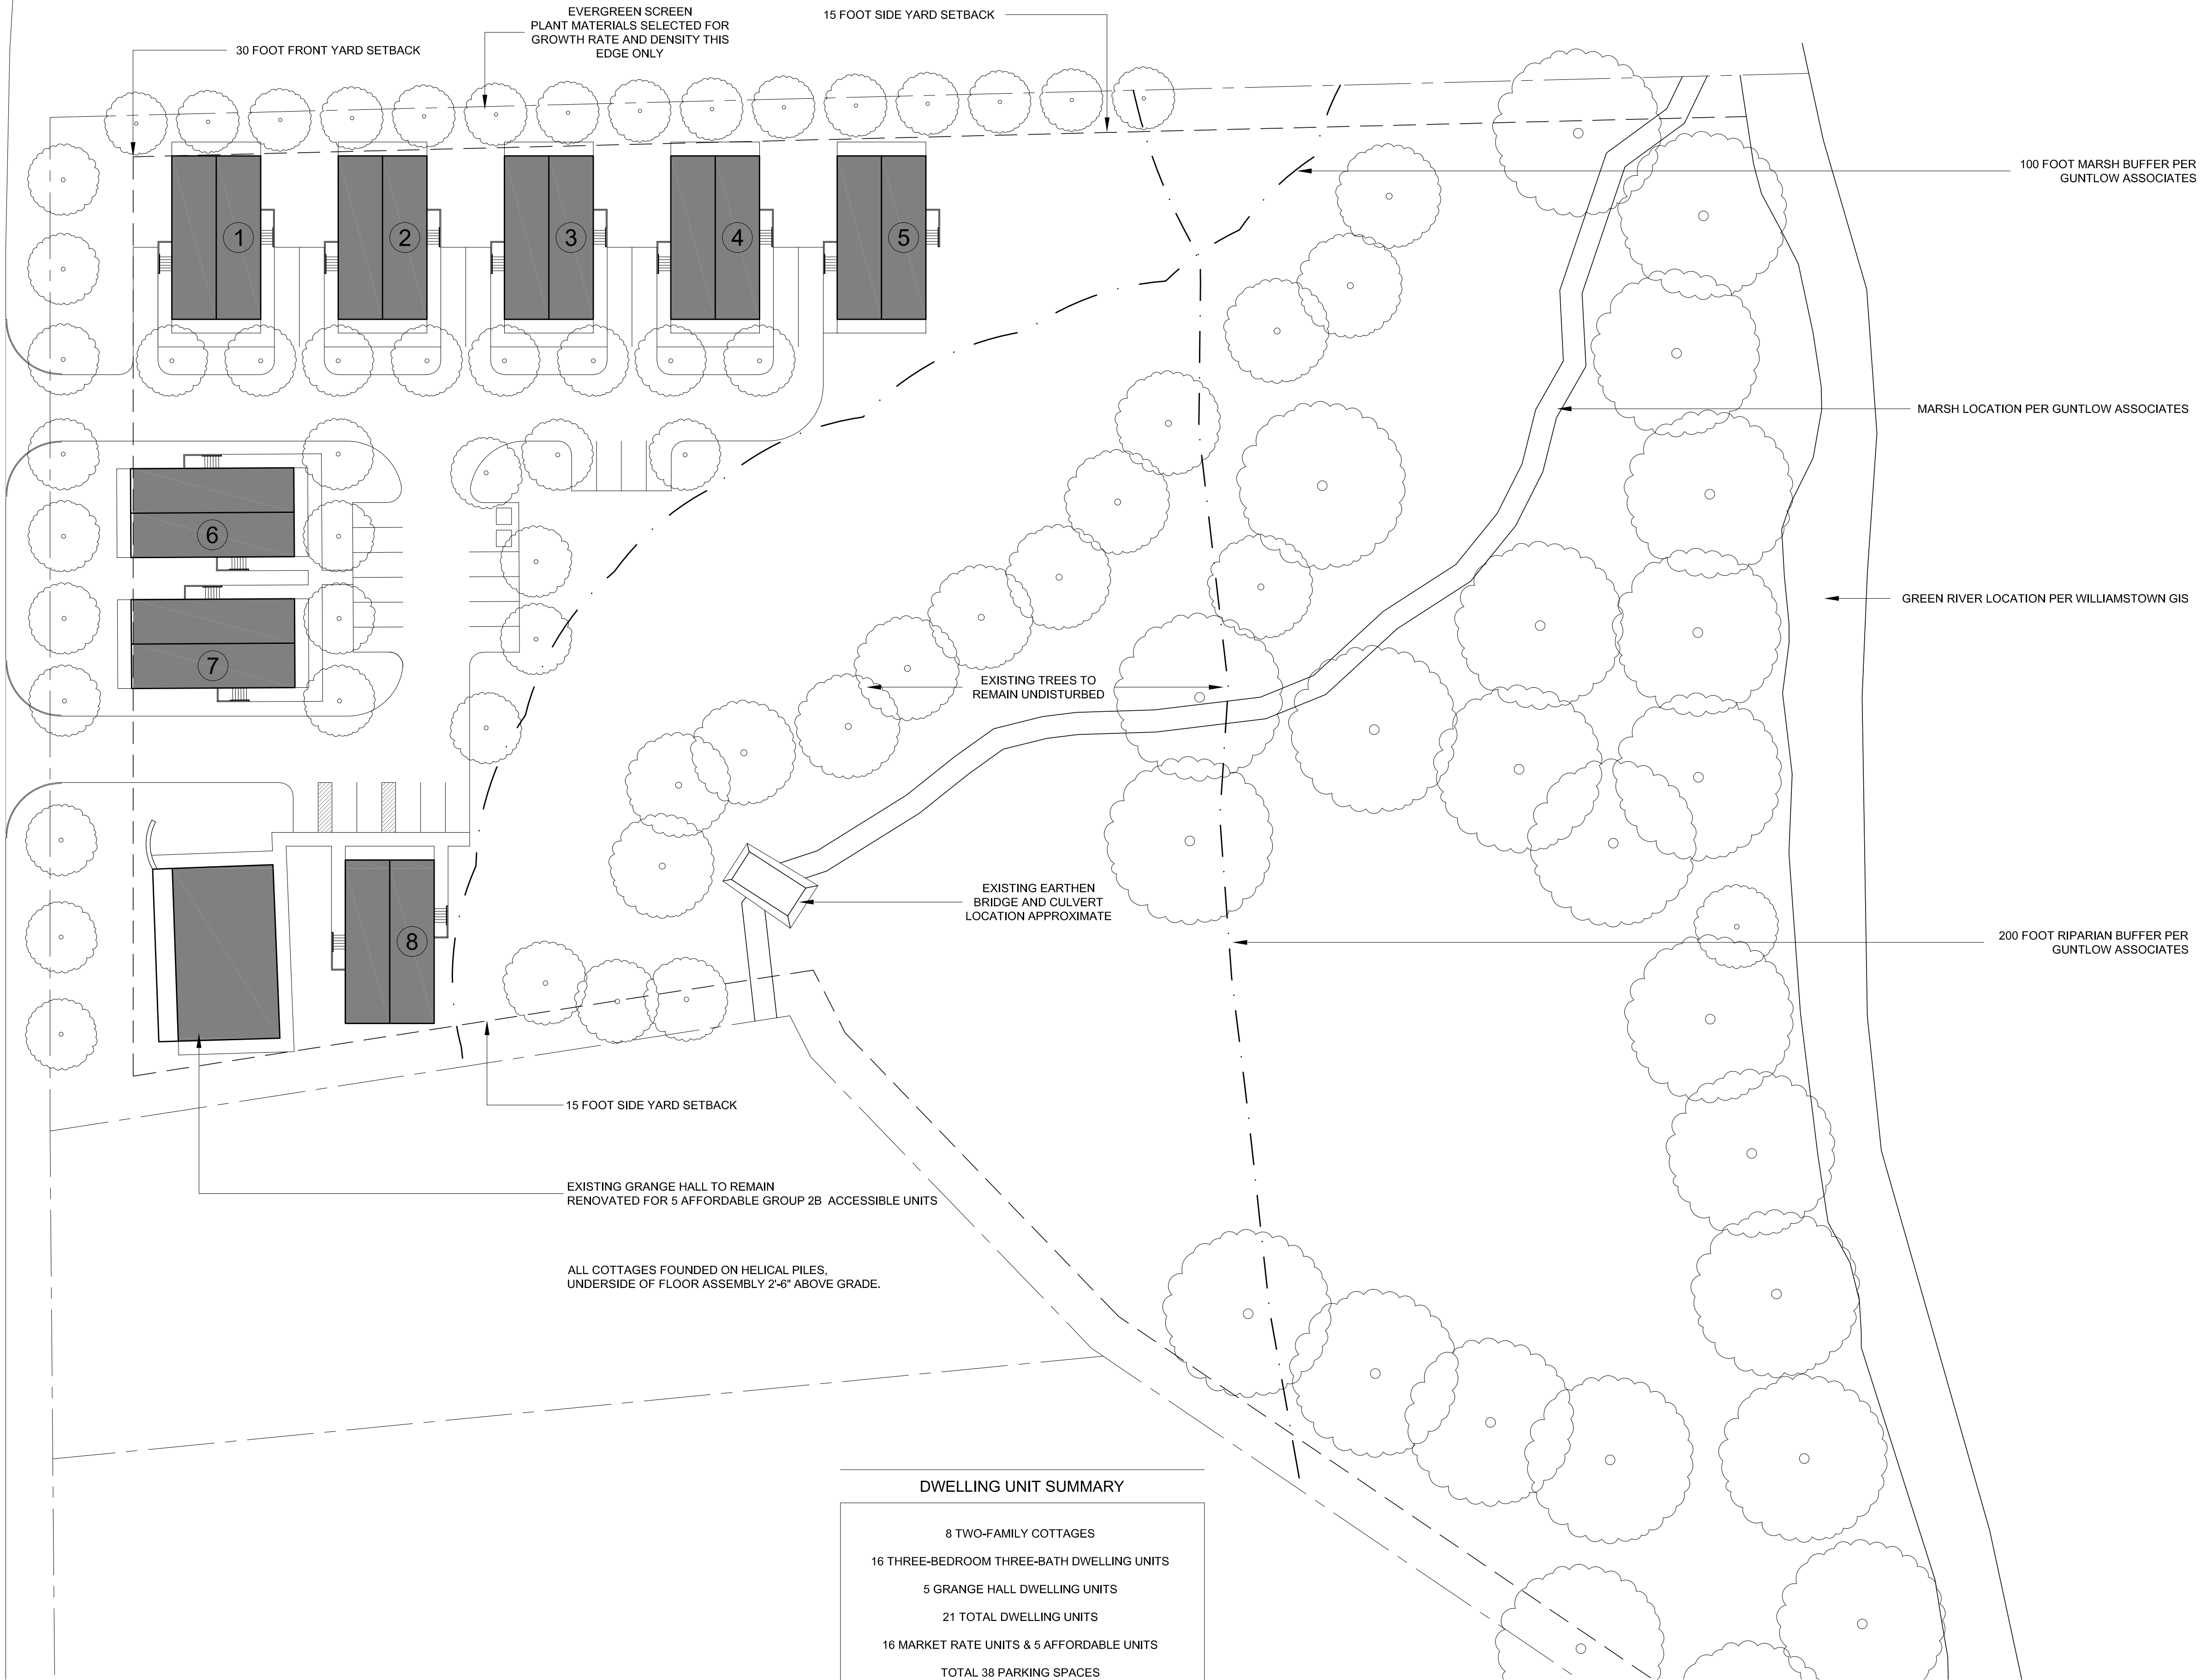 EVERGREEN SCREEN
PLANT MATERIALS SELECTED FOR
GROWTH RATE AND DENSITY THIS
EDGE ONLY
15 FOOT SIDE YARD SETBACK
30 FOOT FRONT YARD SETBACK
100 FOOT MARSH BUFFER PER
GUNTLOW ASSOCIATES
1
2
3
4
5
MARSH LOCATION PER GUNTLOW ASSOCIATES
6
GREEN RIVER LOCATION PER WILLIAMSTOWN GIS
7
EXISTING TREES TO
REMAIN UNDISTURBED
EXISTING EARTHEN
BRIDGE AND CULVERT
LOCATION APPROXIMATE
8
200 FOOT RIPARIAN BUFFER PER
GUNTLOW ASSOCIATES
15 FOOT SIDE YARD SETBACK
EXISTING GRANGE HALL TO REMAIN
RENOVATED FOR 5 AFFORDABLE GROUP 2B ACCESSIBLE UNITS
ALL COTTAGES FOUNDED ON HELICAL PILES,
UNDERSIDE OF FLOOR ASSEMBLY 2'-6" ABOVE GRADE.
DWELLING UNIT SUMMARY
8 TWO-FAMILY COTTAGES
16 THREE-BEDROOM THREE-BATH DWELLING UNITS
5 GRANGE HALL DWELLING UNITS
21 TOTAL DWELLING UNITS
16 MARKET RATE UNITS & 5 AFFORDABLE UNITS
TOTAL 38 PARKING SPACES